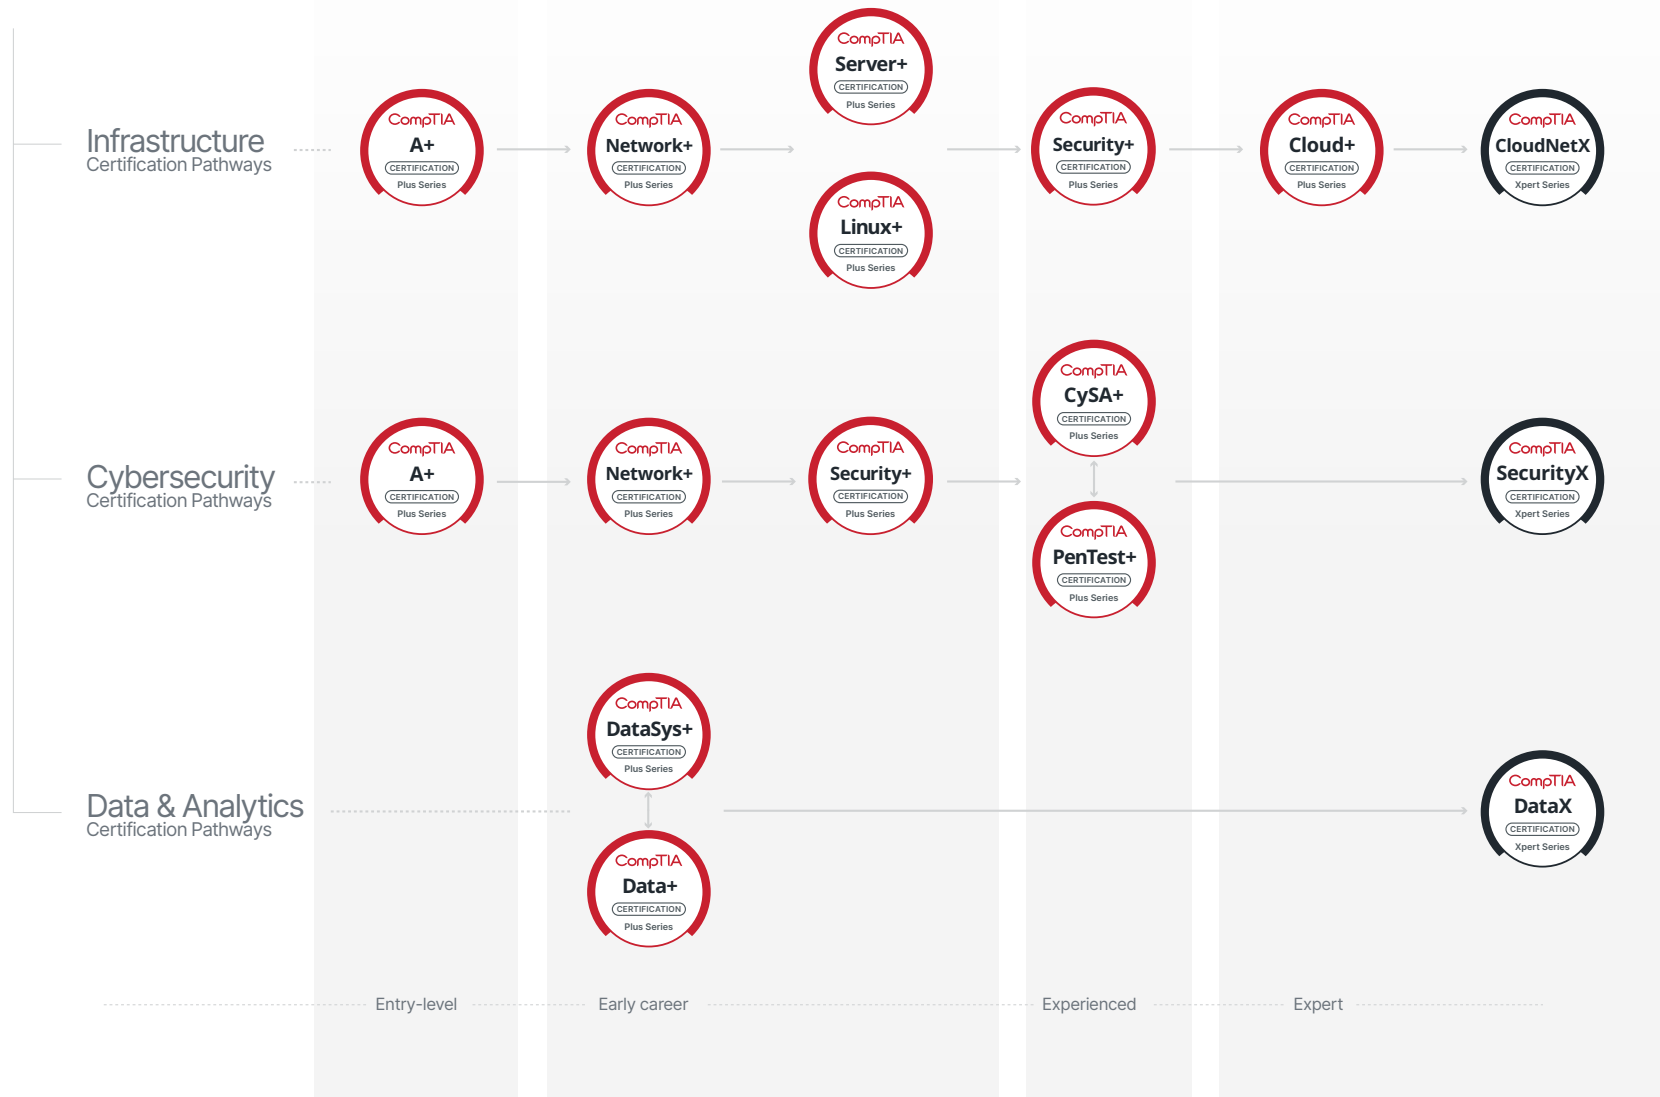 CompTIA
Server+
CERTIFICATION
Plus Series
Infrastructure
Certification Pathways
CompTIA
A+
CERTIFICATION
Plus Series
CompTIA
Network+
CERTIFICATION
Plus Series
CompTIA
Linux+
CERTIFICATION
Plus Series
CompTIA
Security+
CERTIFICATION
Plus Series
CompTIA
Cloud+
CERTIFICATION
Plus Series
CompTIA
CloudNetX
CERTIFICATION
Xpert Series
Cybersecurity
Certification Pathways
CompTIA
A+
CERTIFICATION
Plus Series
CompTIA
Network+
CERTIFICATION
Plus Series
CompTIA
Security+
CERTIFICATION
Plus Series
CompTIA
CySA+
CERTIFICATION
Plus Series
CompTIA
PenTest+
CERTIFICATION
Plus Series
CompTIA
SecurityX
CERTIFICATION
Xpert Series
Data & Analytics
Certification Pathways
CompTIA
DataSys+
CERTIFICATION
Plus Series
CompTIA
Data+
CERTIFICATION
Plus Series
CompTIA
DataX
CERTIFICATION
Xpert Series
Entry-level
Early career
Experienced
Expert